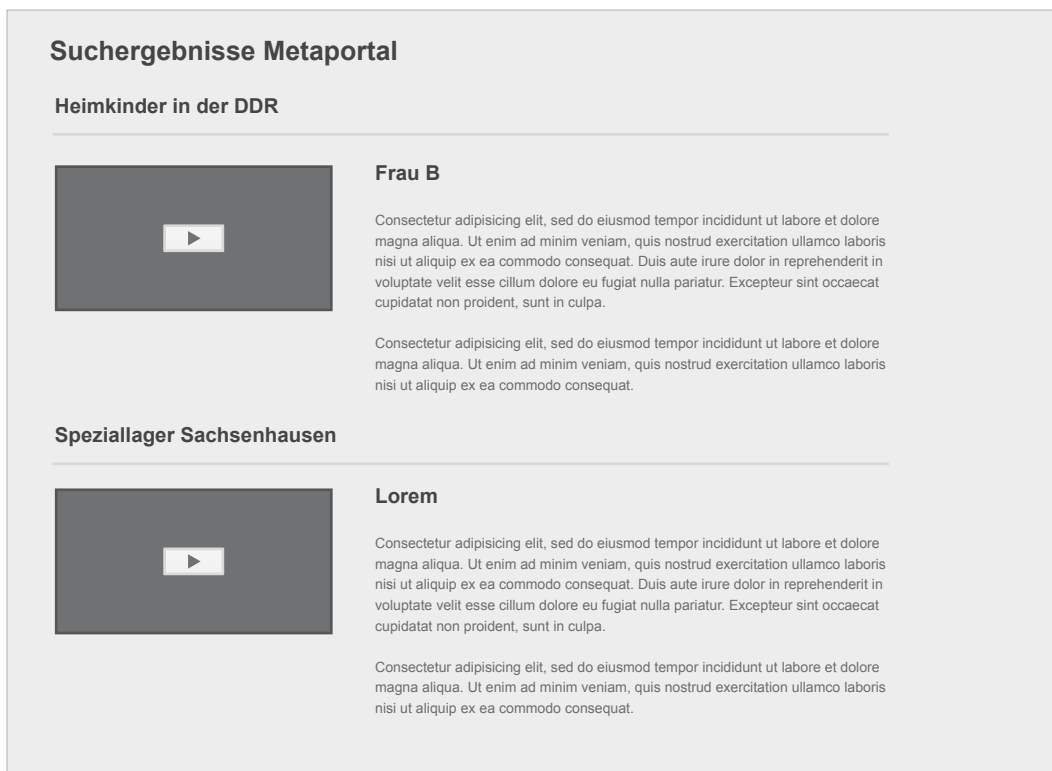 Suchergebnisse Metaportal
Heimkinder in der DDR
Frau B
Consectetur adipisicing elit, sed do eiusmod tempor incididunt ut labore et dolore
magna aliqua. Ut enim ad minim veniam, quis nostrud exercitation ullamco laboris
nisi ut aliquip ex ea commodo consequat. Duis aute irure dolor in reprehenderit in
voluptate velit esse cillum dolore eu fugiat nulla pariatur. Excepteur sint occaecat
cupidatat non proident, sunt in culpa.
Consectetur adipisicing elit, sed do eiusmod tempor incididunt ut labore et dolore
magna aliqua. Ut enim ad minim veniam, quis nostrud exercitation ullamco laboris
nisi ut aliquip ex ea commodo consequat.
Speziallager Sachsenhausen
Lorem
Consectetur adipisicing elit, sed do eiusmod tempor incididunt ut labore et dolore
magna aliqua. Ut enim ad minim veniam, quis nostrud exercitation ullamco laboris
nisi ut aliquip ex ea commodo consequat. Duis aute irure dolor in reprehenderit in
voluptate velit esse cillum dolore eu fugiat nulla pariatur. Excepteur sint occaecat
cupidatat non proident, sunt in culpa.
Consectetur adipisicing elit, sed do eiusmod tempor incididunt ut labore et dolore
magna aliqua. Ut enim ad minim veniam, quis nostrud exercitation ullamco laboris
nisi ut aliquip ex ea commodo consequat.